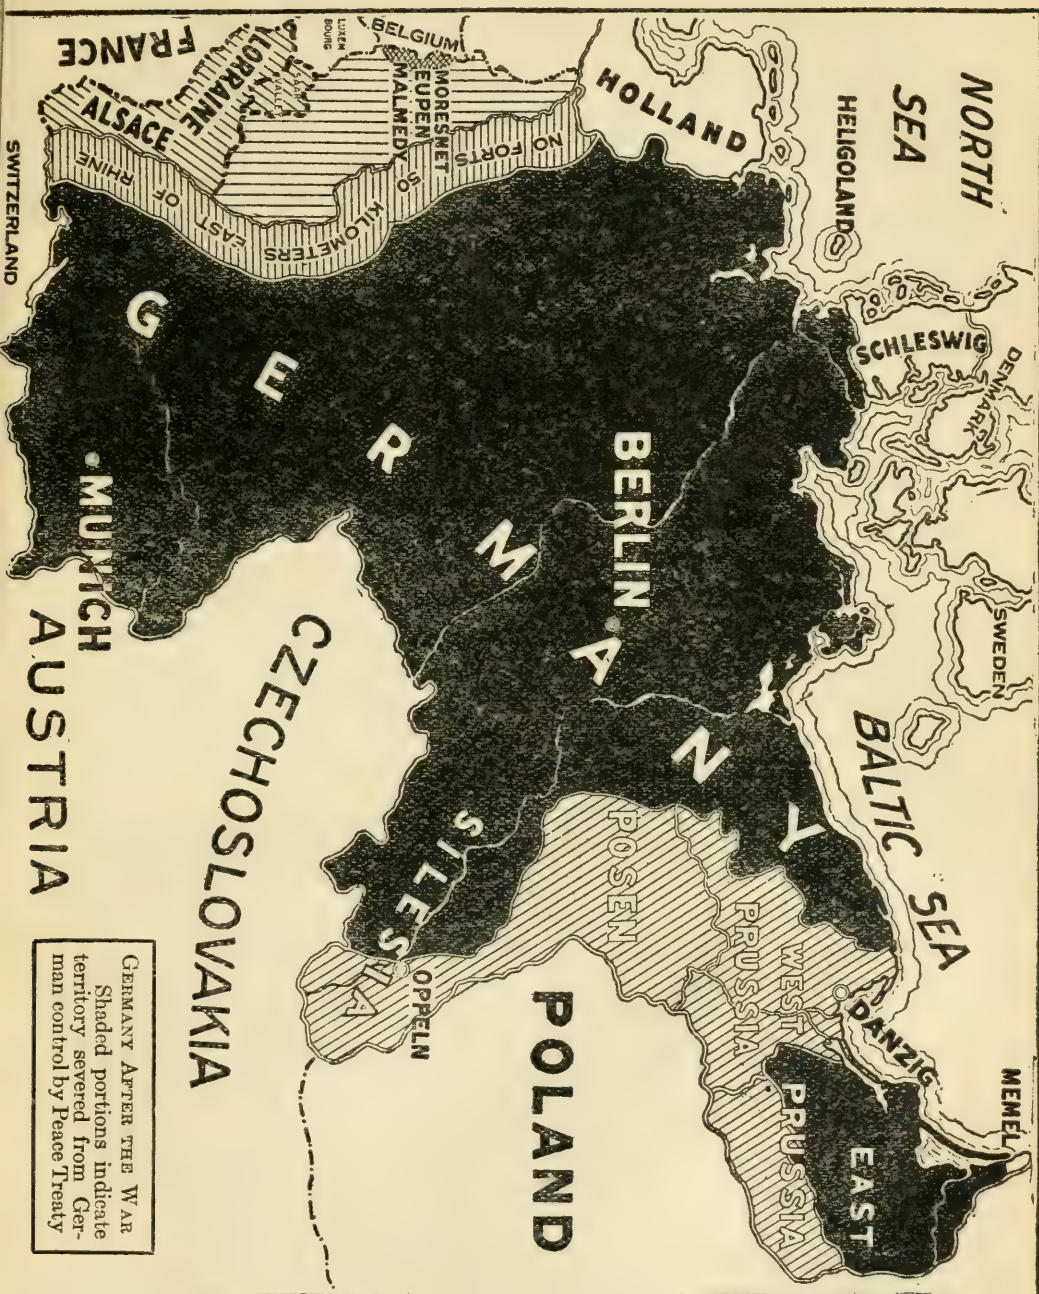 NORTH
SEA
HELIGOLAND
HOLLAND
BELGIUM
LUXEM
BOURG
FRANCE
LORRAINE
SAAR
VALLEY
ALSACE
MORESNET
EUPEN
MALMEDY
NO FORTS 50 KILOMETERS EAST OF RHINE
SWITZERLAND
SCHLESWIG
DENMARK
SWEDEN
BALTIC SEA
GERMANY
BERLIN
MUNICH
AUSTRIA
CZECHOSLOVAKIA
SILESIA
OPPELN
POSEN
WEST
PRUSSIA
DANZIG
MEMEL
EAST
PRUSSIA
POLAND
GERMANY AFTER THE WAR
Shaded portions indicate
territory severed from Ger-
man control by Peace Treaty